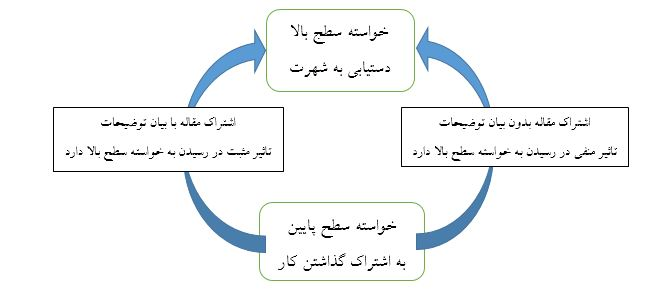 خواسته سطح بالا
دستیابی به شهرت
اشتراک مقاله بدون بیان توضیحات
تاثیر منفی در رسیدن به خواسته سطح بالا دارد
اشتراک مقاله با بیان توضیحات
تاثیر مثبت در رسیدن به خواسته سطح بالا دارد
خواسته سطح پایین
به اشتراک گذاشتن کار